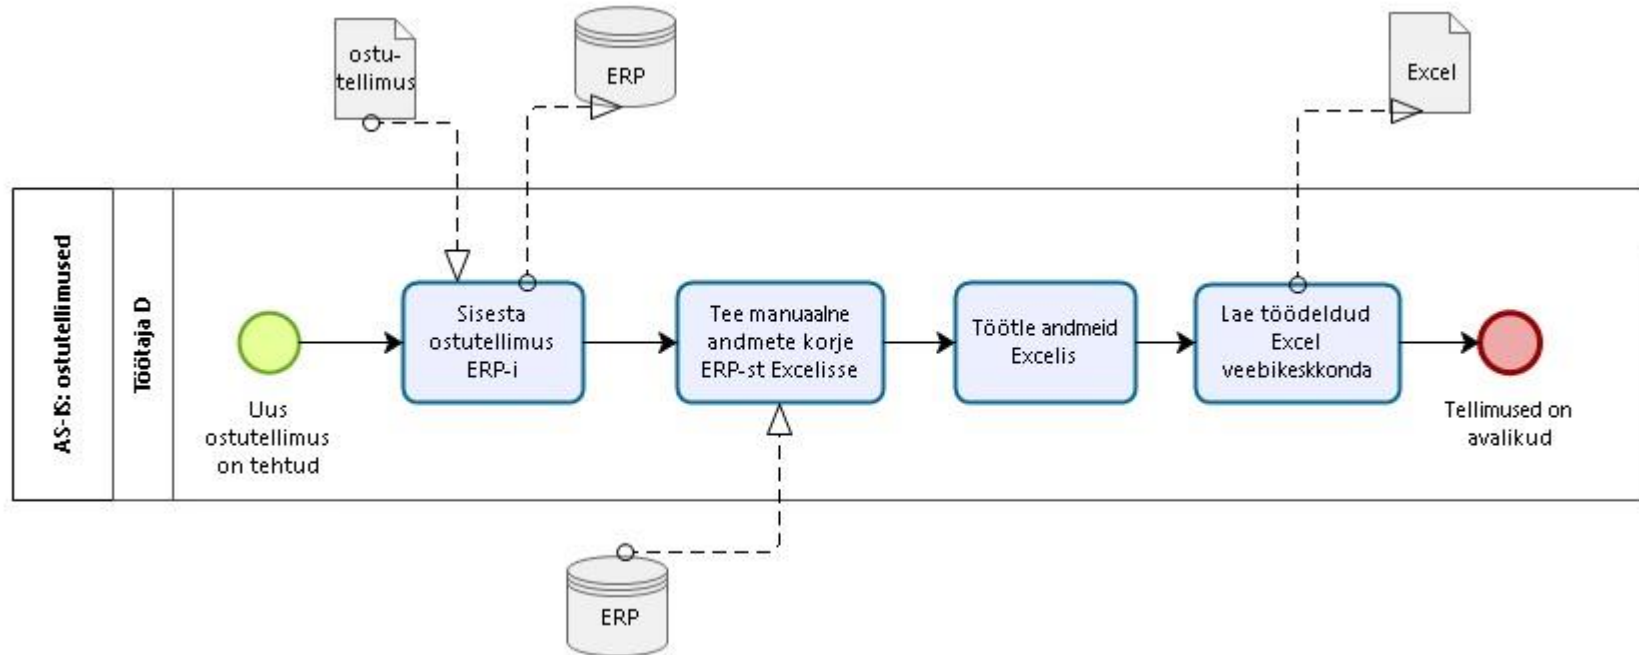 ostu-
tellimus
ERP
Excel
AS-IS: ostutellimused
Töötaja D
Uus
ostutellimus
on tehtud
Sisesta
ostutellimus
ERP-i
Tee manuaalne
andmete korje
ERP-st Excelisse
Töötle andmeid
Excelis
Lae töödeldud
Excel
veebikeskkonda
Tellimused on
avalikud
ERP